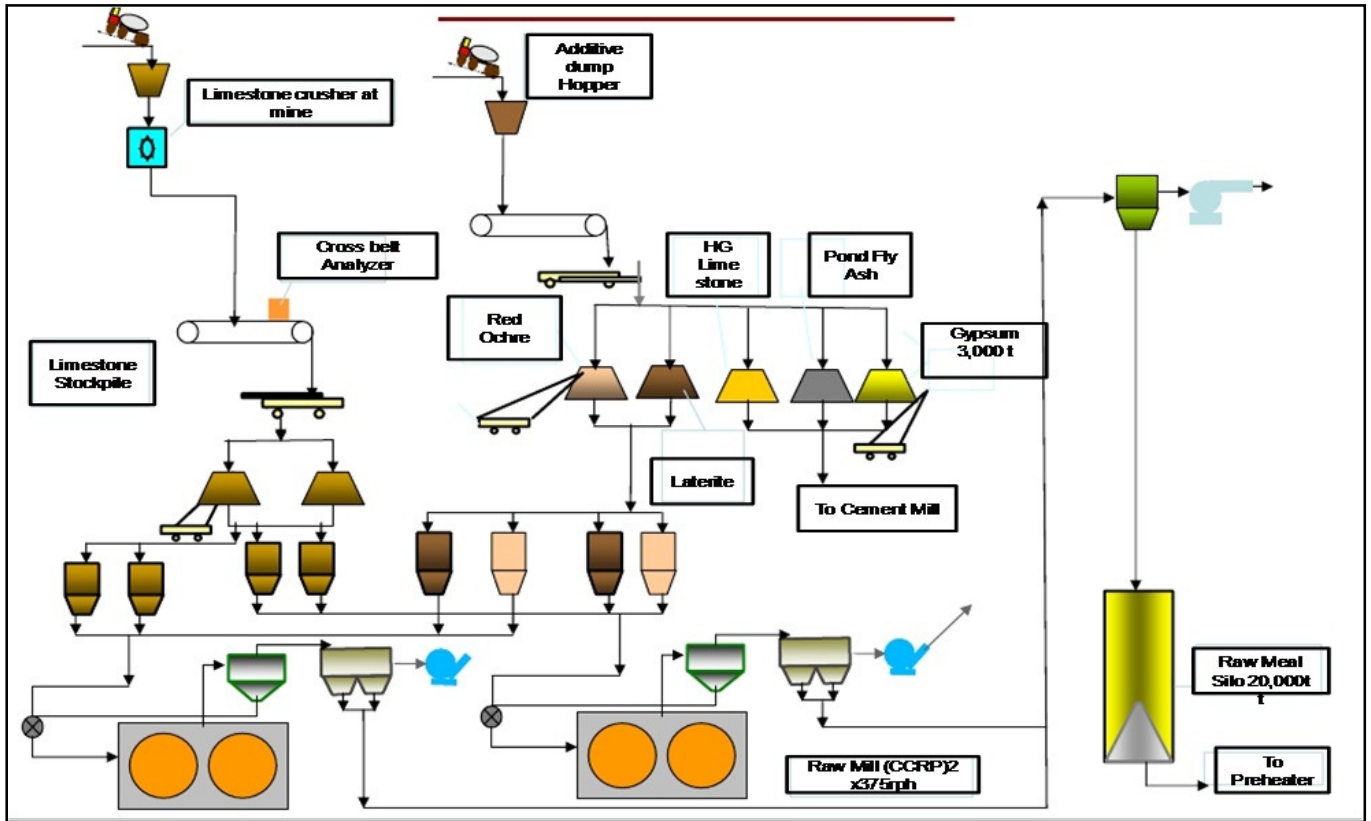 Additive
dump
Hopper
Limestone crusher at
mine
Cross belt
Analyzer
HG
Lime
stone
Pond Fly
Ash
Red
Ochre
Gypsum
3,000 t
Limestone
Stockpile
Laterite
To Cement Mill
Raw Meal
Silo 20,000t
t
Raw Mill (CCRP)2
x375rph
To
Preheater